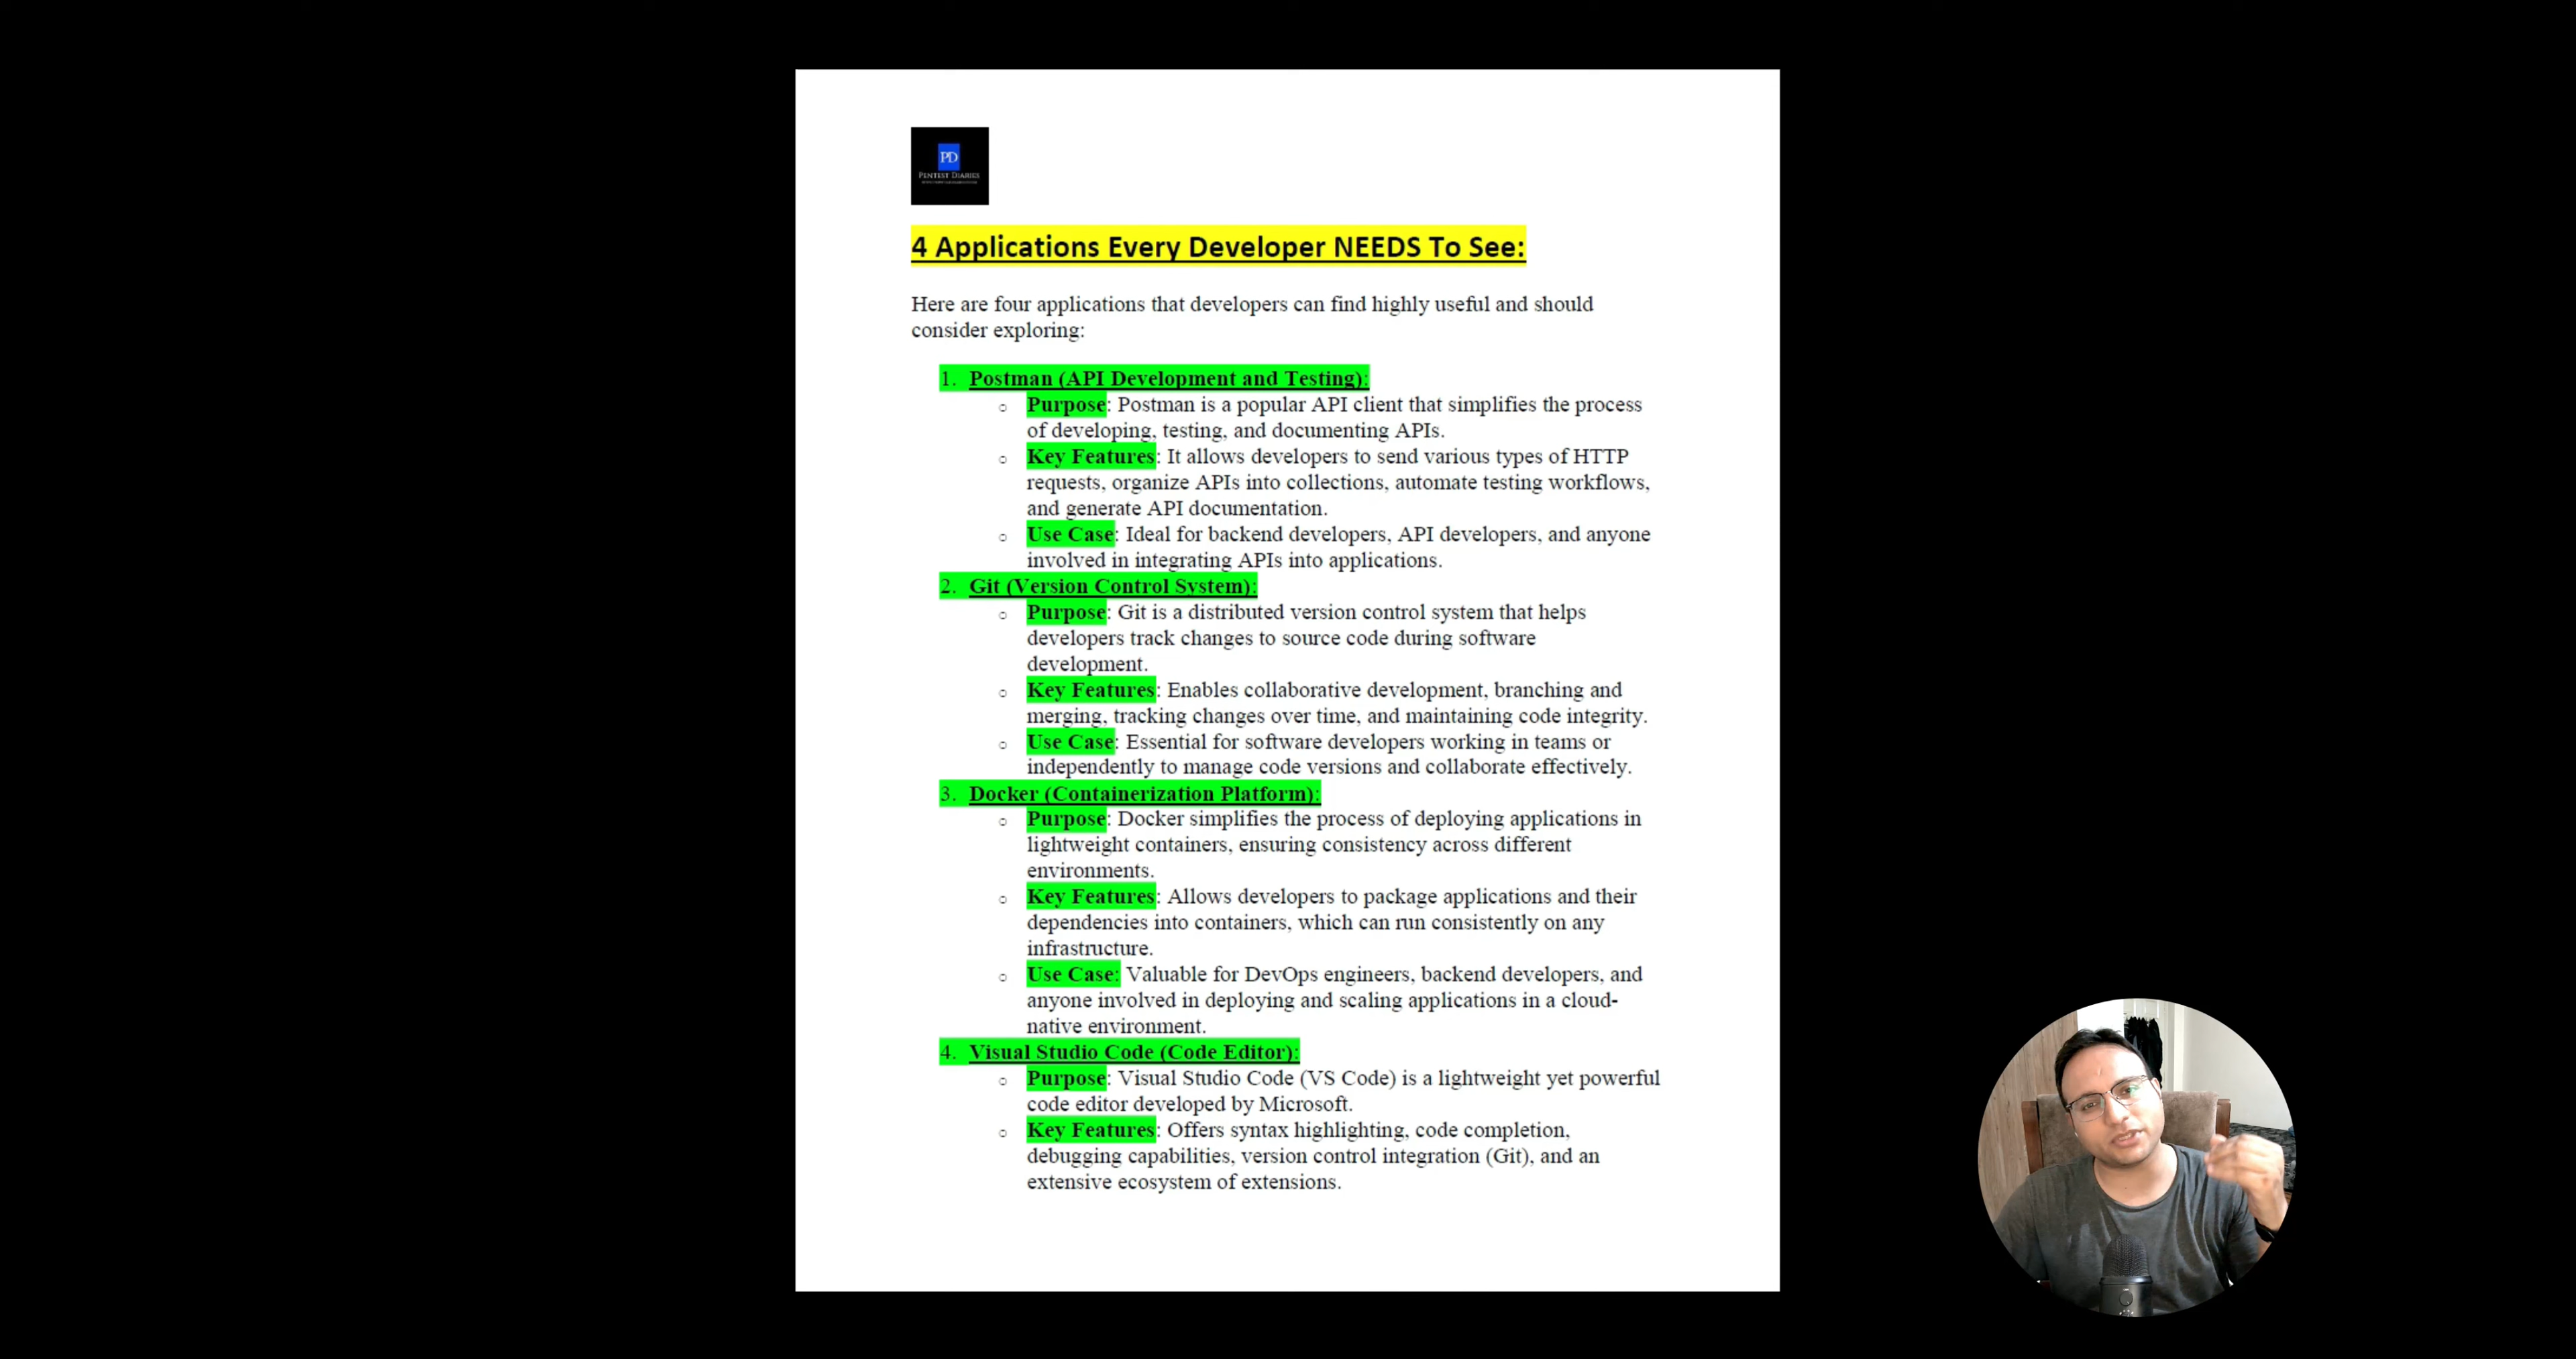 PD
PENTEST DIARIES
4 Applications Every Developer NEEDS To See:
Here are four applications that developers can find highly useful and should
consider exploring:
1. Postman (API Development and Testing):
o Purpose: Postman is a popular API client that simplifies the process
of developing, testing, and documenting APIs.
o Key Features: It allows developers to send various types of HTTP
requests, organize APIs into collections, automate testing workflows,
and generate API documentation.
o Use Case: Ideal for backend developers, API developers, and anyone
involved in integrating APIs into applications.
2. Git (Version Control System):
o Purpose: Git is a distributed version control system that helps
developers track changes to source code during software
development.
o Key Features: Enables collaborative development, branching and
merging, tracking changes over time, and maintaining code integrity.
o Use Case: Essential for software developers working in teams or
independently to manage code versions and collaborate effectively.
3. Docker (Containerization Platform):
o Purpose: Docker simplifies the process of deploying applications in
lightweight containers, ensuring consistency across different
environments.
o Key Features: Allows developers to package applications and their
dependencies into containers, which can run consistently on any
infrastructure.
o Use Case: Valuable for DevOps engineers, backend developers, and
anyone involved in deploying and scaling applications in a cloud-
native environment.
4. Visual Studio Code (Code Editor):
o Purpose: Visual Studio Code (VS Code) is a lightweight yet powerful
code editor developed by Microsoft.
o Key Features: Offers syntax highlighting, code completion,
debugging capabilities, version control integration (Git), and an
extensive ecosystem of extensions.